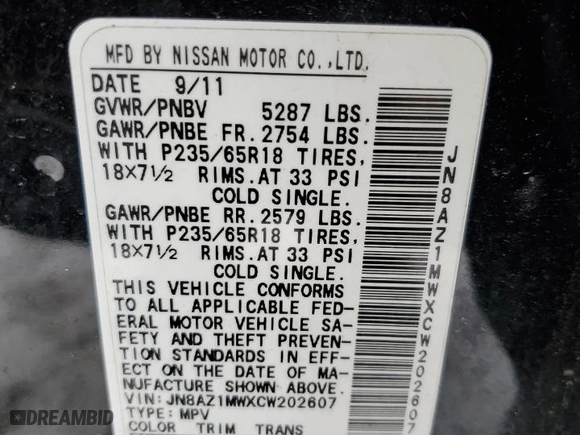 MFD BY NISSAN MOTOR CO.,LTD.
DATE 9/11
GVWR/PNBV 5287 LBS.
GAWR/PNBE FR. 2754 LBS.
WITH P235/65R18 TIRES,
18X7½ RIMS.AT 33 PSI
COLD SINGLE.
GAWR/PNBE RR. 2579 LBS.
WITH P235/65R18 TIRES,
18X7½ RIMS.AT 33 PSI
COLD SINGLE.
THIS VEHICLE CONFORMS
TO ALL APPLICABLE FED-
ERAL MOTOR VEHICLE SA-
FETY AND THEFT PREVEN-
TION STANDARDS IN EFF-
ECT ON THE DATE OF MA-
NUFACTURE SHOWN ABOVE.
VIN: JN8AZ1MWXCW202607
TYPE: MPV
COLOR TRIM TRANS
JN8AZ1MWXCW202607
DREAMBID